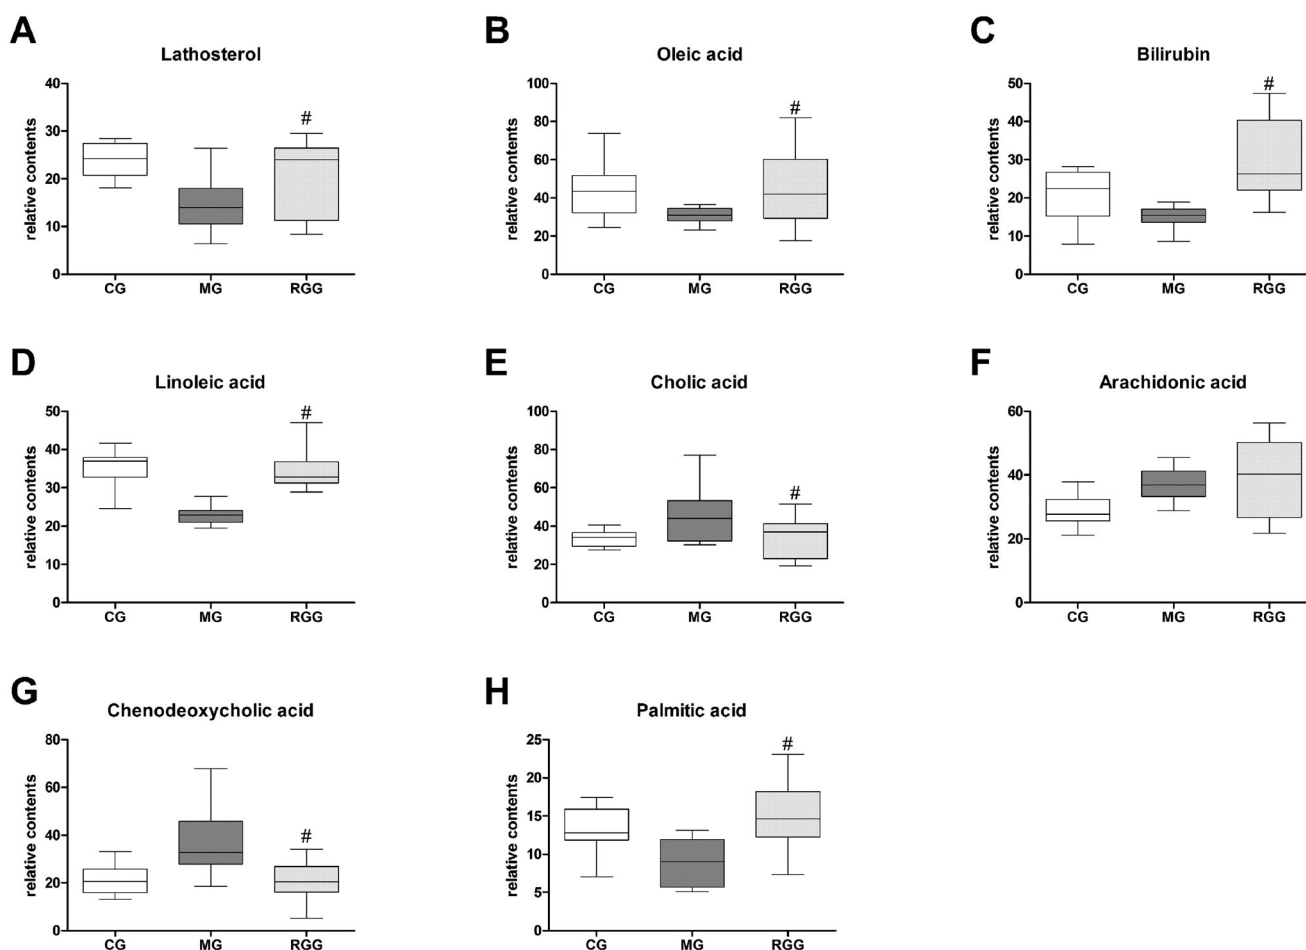 A
Lathosterol
relative contents
40
30
20
10
0
#
CG MG RGG
B
Oleic acid
relative contents
100
80
60
40
20
0
#
CG MG RGG
C
Bilirubin
relative contents
50
40
30
20
10
0
#
CG MG RGG
D
Linoleic acid
relative contents
50
40
30
20
10
0
#
CG MG RGG
E
Cholic acid
relative contents
100
80
60
40
20
0
#
CG MG RGG
F
Arachidonic acid
relative contents
60
40
20
0
CG MG RGG
G
Chenodeoxycholic acid
relative contents
80
60
40
20
0
#
CG MG RGG
H
Palmitic acid
relative contents
25
20
15
10
5
0
#
CG MG RGG